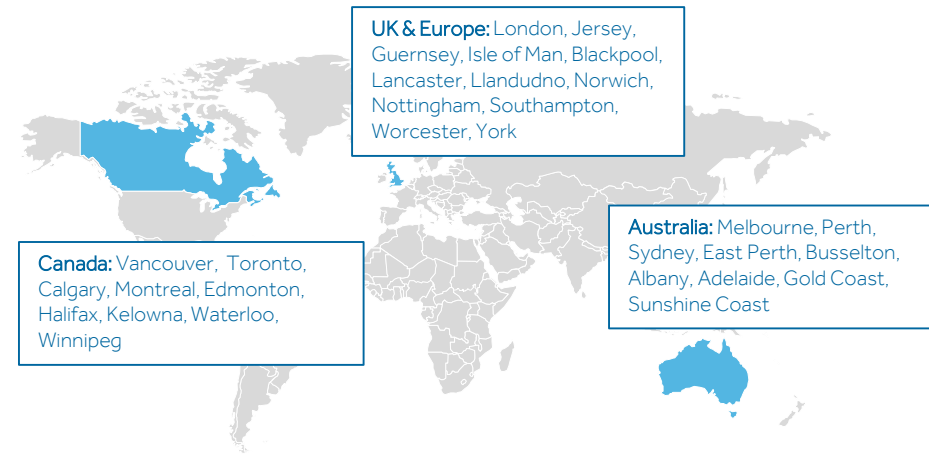 UK & Europe: London, Jersey,
Guernsey, Isle of Man, Blackpool,
Lancaster, Llandudno, Norwich,
Nottingham, Southampton,
Worcester, York
Australia: Melbourne, Perth,
Sydney, East Perth, Busselton,
Albany, Adelaide, Gold Coast,
Sunshine Coast
Canada: Vancouver, Toronto,
Calgary, Montreal, Edmonton,
Halifax, Kelowna, Waterloo,
Winnipeg